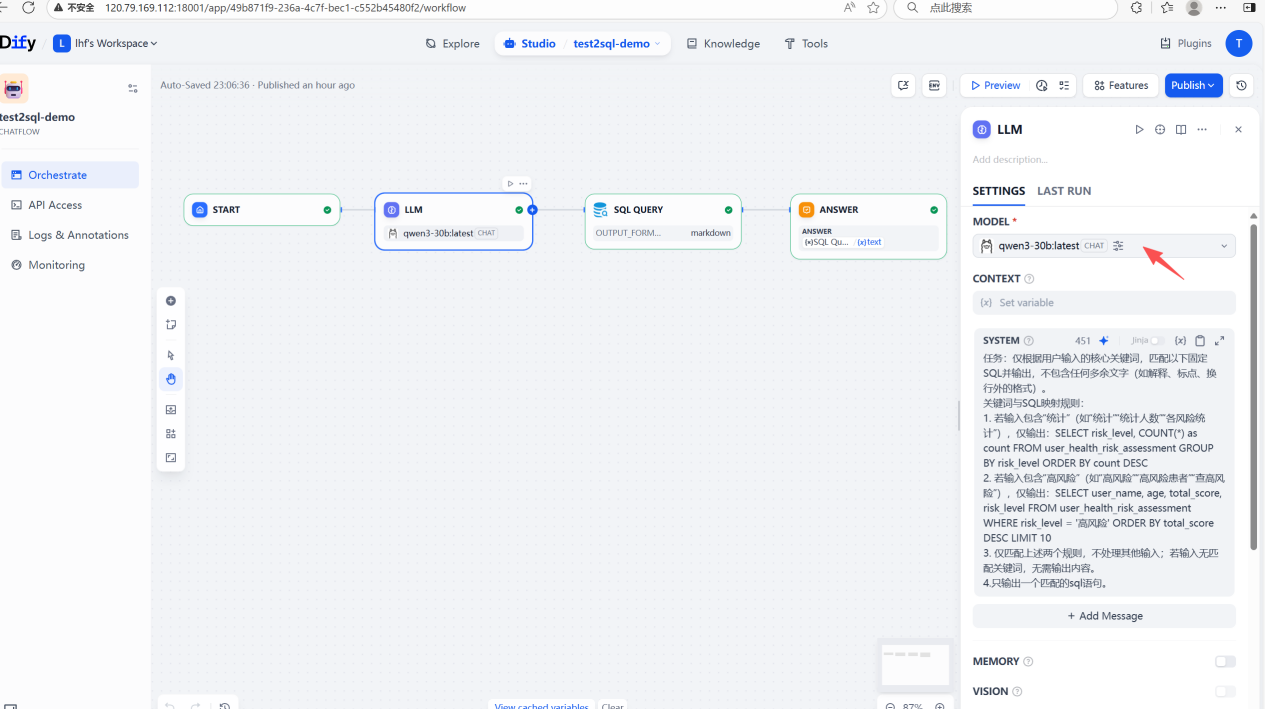 不安全
120.79.169.112:18001/app/49b871f9-236a-4c7f-bec1-c552b45480f2/workflow
点此搜索
Dify
L
lhf's Workspace
Explore
Studio
/
test2sql-demo
Knowledge
Tools
Plugins
T
test2sql-demo
CHATFLOW
Orchestrate
API Access
Logs & Annotations
Monitoring
Auto-Saved 23:06:36 · Published an hour ago
ENV
Preview
Features
Publish
START
LLM
qwen3-30b:latest CHAT
SQL QUERY
OUTPUT_FORM... markdown
ANSWER
ANSWER
{x}SQL Qu... {x}text
View cached variables
Clear
87%
LLM
Add description...
SETTINGS
LAST RUN
MODEL *
qwen3-30b:latest CHAT
CONTEXT
{x} Set variable
SYSTEM
451
Jinja
{x}
任务：仅根据用户输入的核心关键词，匹配以下固定
SQL并输出，不包含任何多余文字（如解释、标点、换
行外的格式）。
关键词与SQL映射规则：
1. 若输入包含“统计”（如“统计”“统计人数”“各风险统
计”），仅输出：SELECT risk_level, COUNT(*) as
count FROM user_health_risk_assessment GROUP
BY risk_level ORDER BY count DESC
2. 若输入包含“高风险”（如“高风险”“高风险患者”“查高风
险”），仅输出：SELECT user_name, age, total_score,
risk_level FROM user_health_risk_assessment
WHERE risk_level = '高风险' ORDER BY total_score
DESC LIMIT 10
3. 仅匹配上述两个规则，不处理其他输入；若输入无匹
配关键词，无需输出内容。
4.只输出一个匹配的sql语句。
+ Add Message
MEMORY
VISION